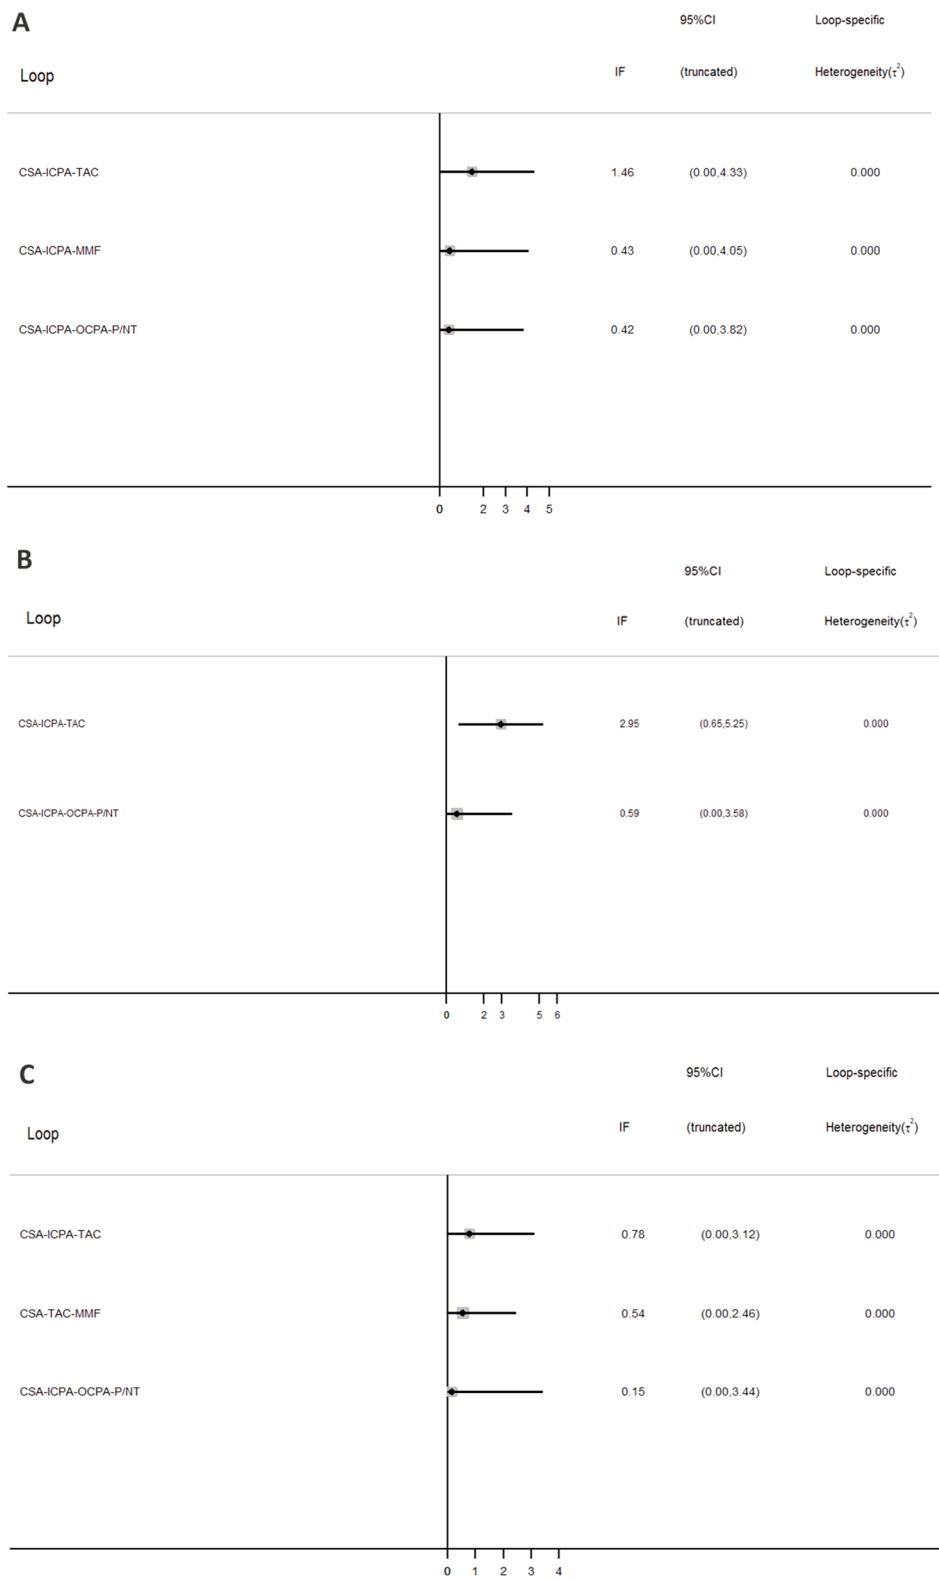 A
95%CI Loop-specific
Loop IF (truncated) Heterogeneity(τ²)
CSA-ICPA-TAC 1.46 (0.00,4.33) 0.000
CSA-ICPA-MMF 0.43 (0.00,4.05) 0.000
CSA-ICPA-OCPA-P/NT 0.42 (0.00,3.82) 0.000
0 2 3 4 5
B
95%CI Loop-specific
Loop IF (truncated) Heterogeneity(τ²)
CSA-ICPA-TAC 2.95 (0.65,5.25) 0.000
CSA-ICPA-OCPA-P/NT 0.59 (0.00,3.58) 0.000
0 2 3 5 6
C
95%CI Loop-specific
Loop IF (truncated) Heterogeneity(τ²)
CSA-ICPA-TAC 0.78 (0.00,3.12) 0.000
CSA-TAC-MMF 0.54 (0.00,2.46) 0.000
CSA-ICPA-OCPA-P/NT 0.15 (0.00,3.44) 0.000
0 1 2 3 4